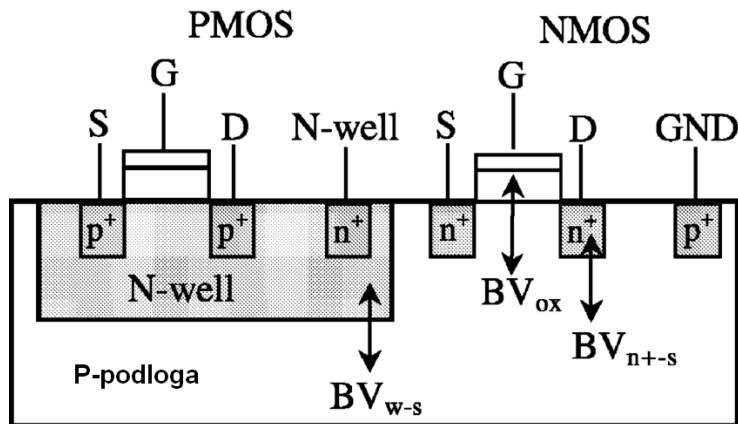 PMOS NMOS
G G
S D N-well S D GND
p+ p+ n+ n+ n+ p+
N-well
BVox
BVn+-s
P-podloga
BVw-s